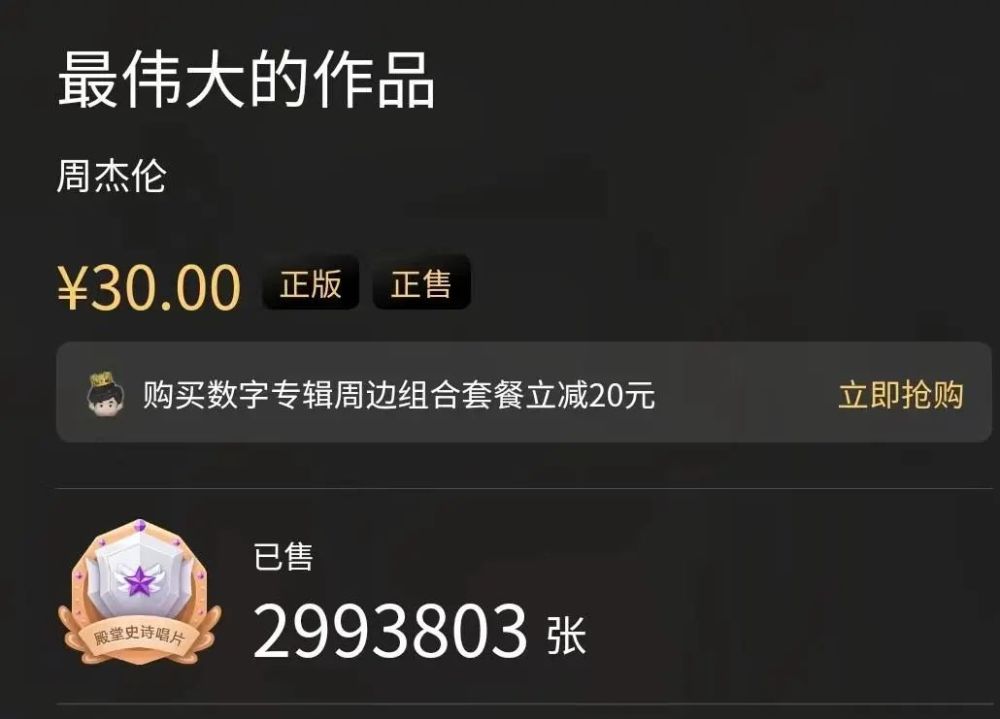 最伟大的作品
周杰伦
¥30.00 正版 正售
购买数字专辑周边组合套餐立减20元 立即抢购
已售
2993803 张
殿堂史诗唱片